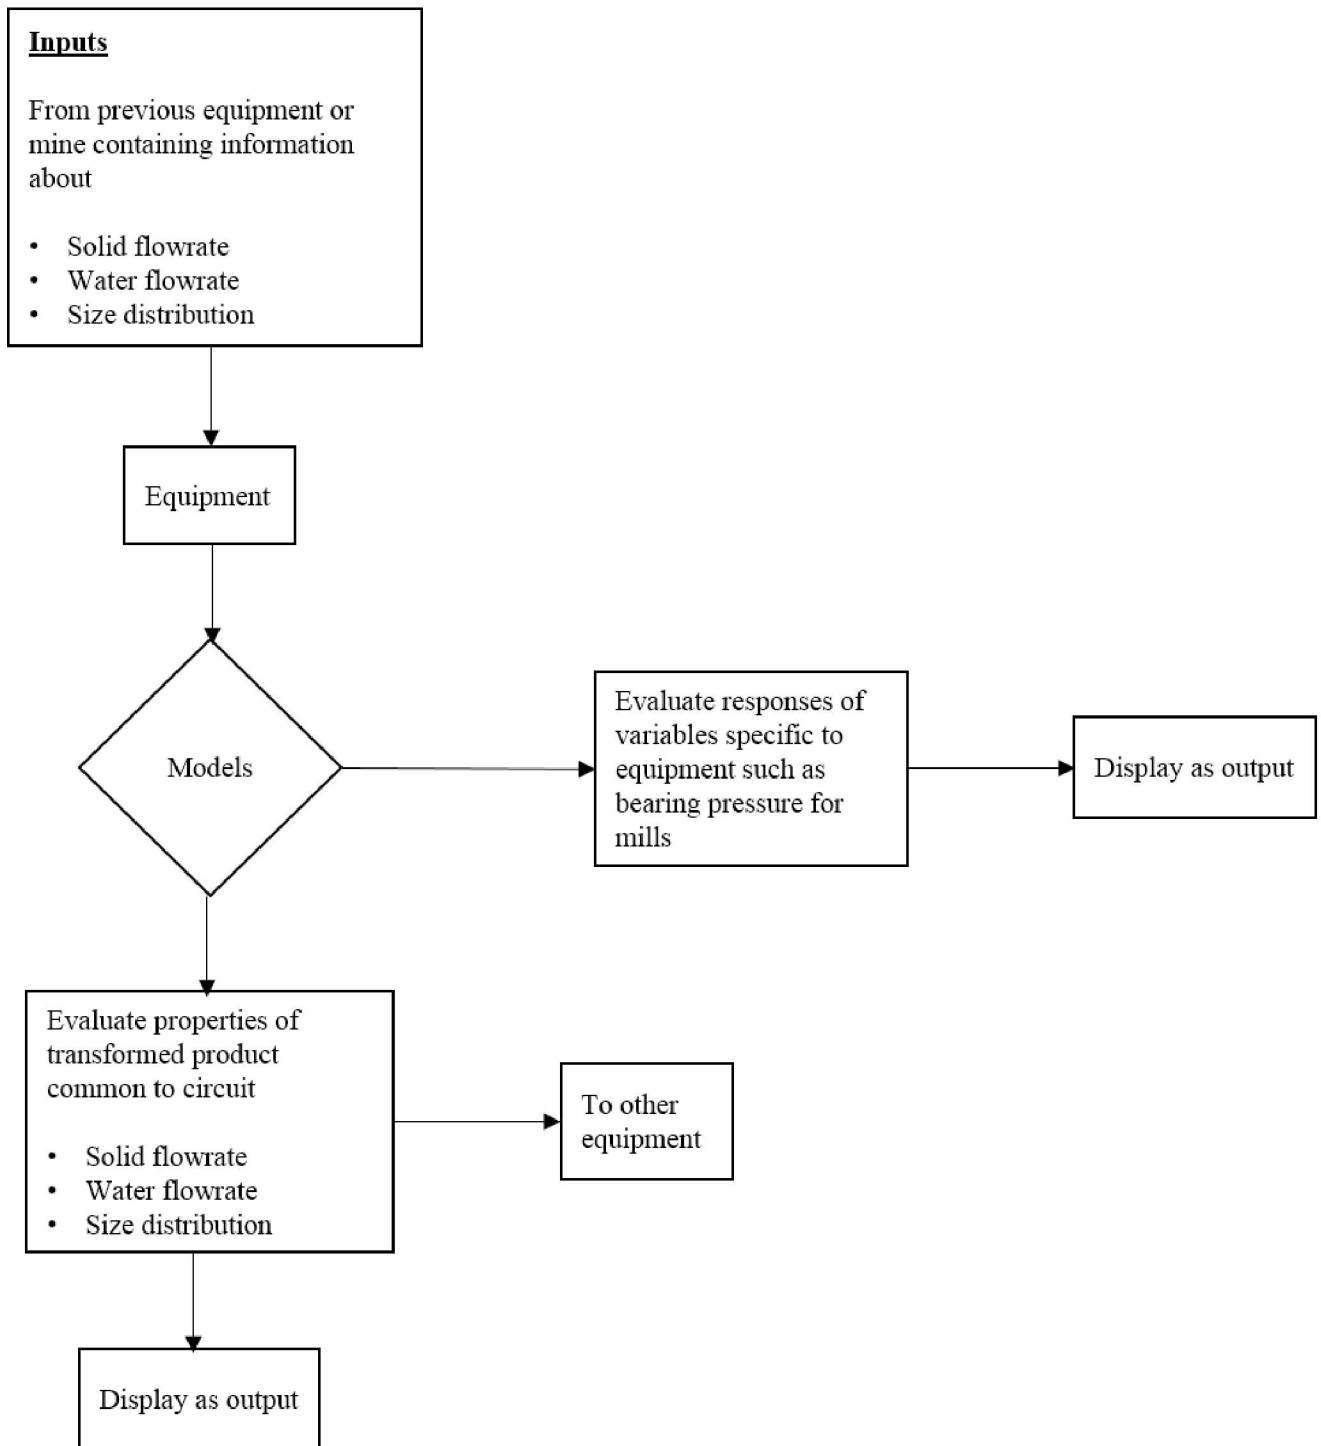 Inputs
From previous equipment or
mine containing information
about
• Solid flowrate
• Water flowrate
• Size distribution
Equipment
Models
Evaluate responses of
variables specific to
equipment such as
bearing pressure for
mills
Display as output
Evaluate properties of
transformed product
common to circuit
• Solid flowrate
• Water flowrate
• Size distribution
To other
equipment
Display as output